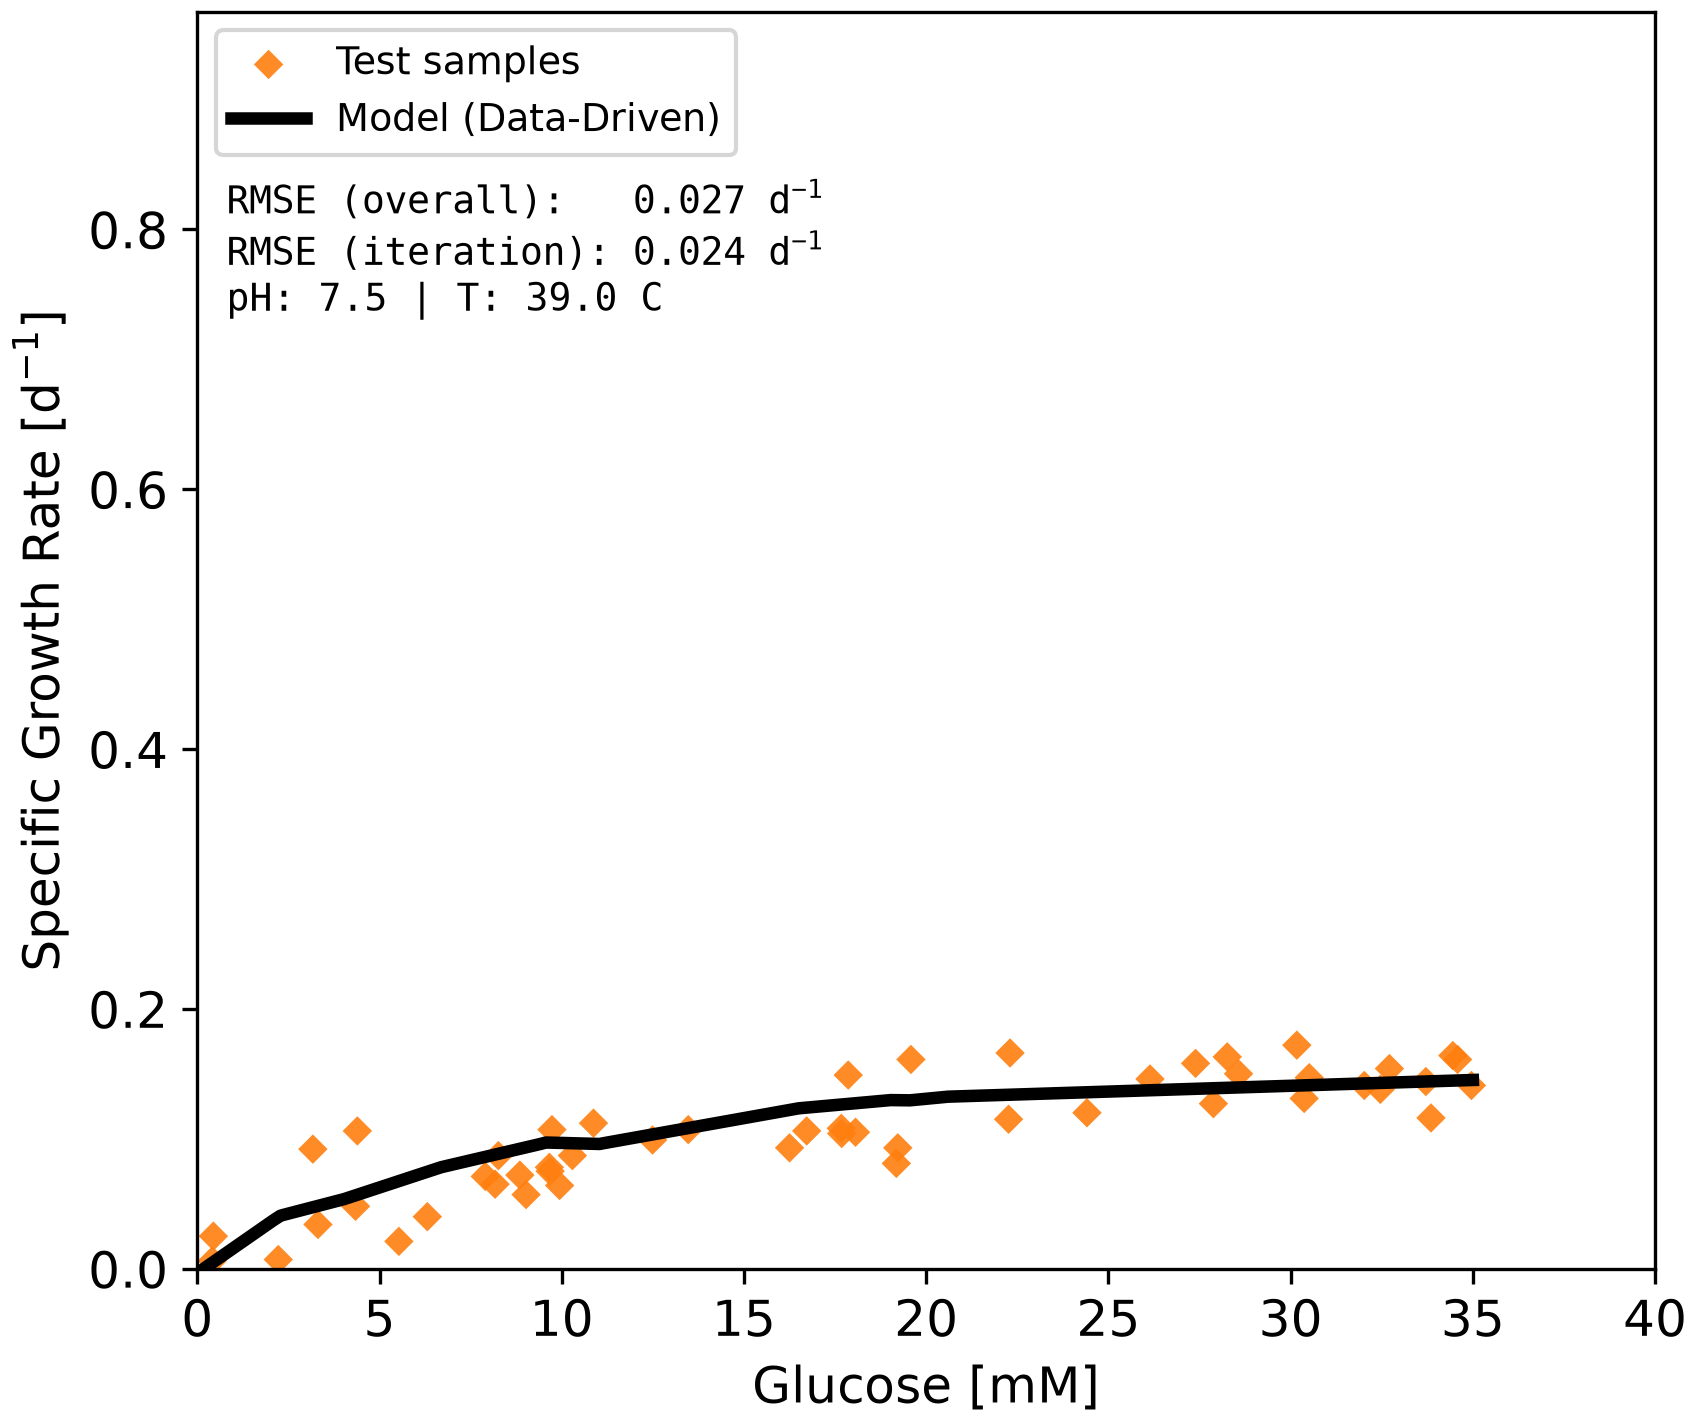 Test samples
Model (Data-Driven)
RMSE (overall):   0.027 d⁻¹
RMSE (iteration): 0.024 d⁻¹
pH: 7.5 | T: 39.0 C
Specific Growth Rate [d⁻¹]
0.8
0.6
0.4
0.2
0.0
0 5 10 15 20 25 30 35 40
Glucose [mM]